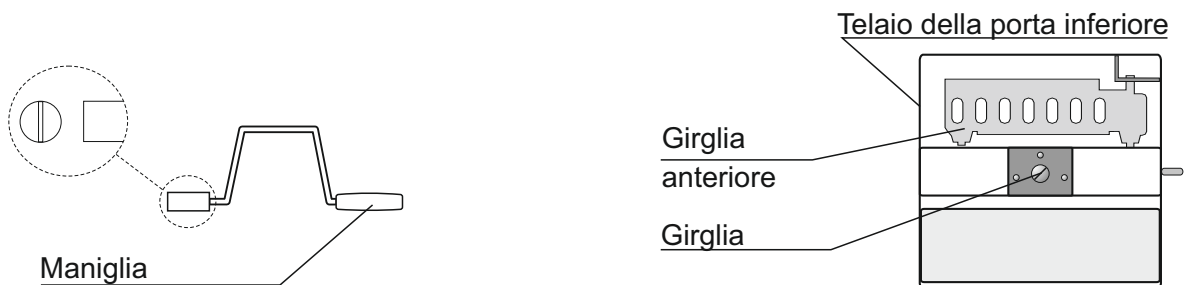 Telaio della porta inferiore
Girglia
anteriore
Girglia
Maniglia